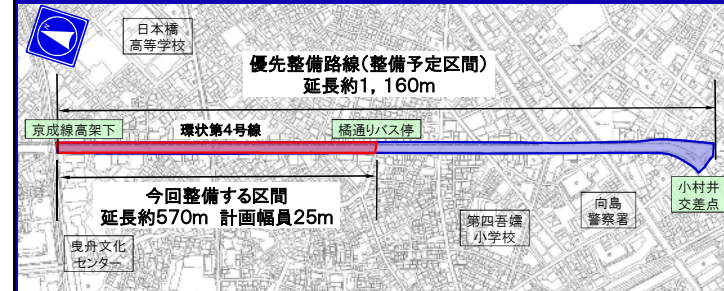 日本橋
高等学校
優先整備路線(整備予定区間)
延長約1,160m
京成線高架下
環状第4号線
橘通りバス停
今回整備する区間
延長約570m 計画幅員25m
小村井
交差点
向島
警察署
第四吾嬬
小学校
曳舟文化
センター